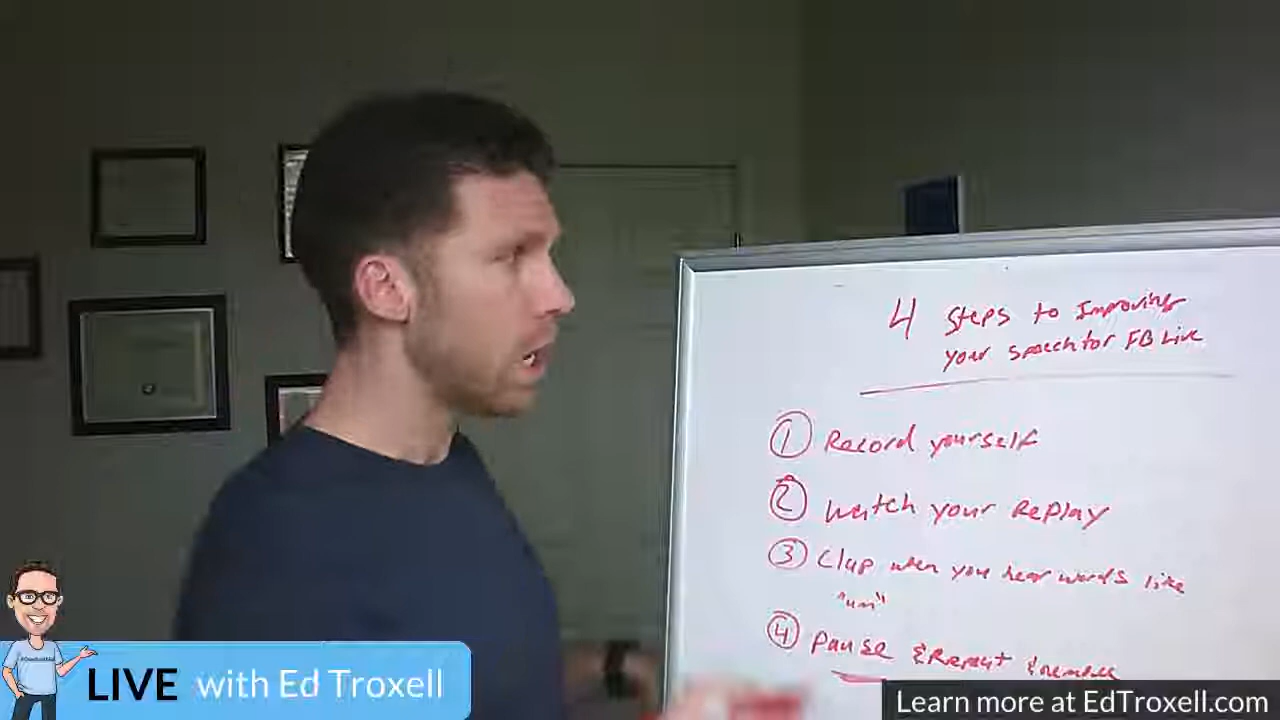 4 Steps to Improving
your speech for FB Live
1 Record yourself
2 Watch your Replay
3 Clap when you hear words like
"um"
4 Pause & Repeat &
LIVE with Ed Troxell
Learn more at EdTroxell.com